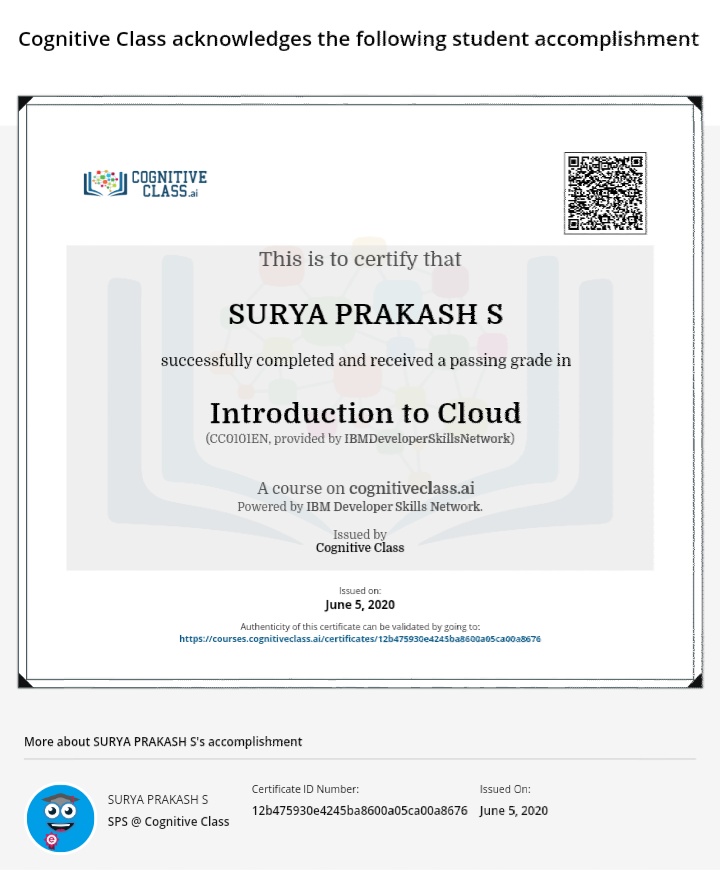 Cognitive Class acknowledges the following student accomplishment
COGNITIVE
CLASS.ai
This is to certify that
SURYA PRAKASH S
successfully completed and received a passing grade in
Introduction to Cloud
(CC0101EN, provided by IBMDeveloperSkillsNetwork)
A course on cognitiveclass.ai
Powered by IBM Developer Skills Network.
Issued by
Cognitive Class
Issued on:
June 5, 2020
Authenticity of this certificate can be validated by going to:
https://courses.cognitiveclass.ai/certificates/12b475930e4245ba8600a05ca00a8676
More about SURYA PRAKASH S's accomplishment
SURYA PRAKASH S
SPS @ Cognitive Class
Certificate ID Number:
12b475930e4245ba8600a05ca00a8676
Issued On:
June 5, 2020
e